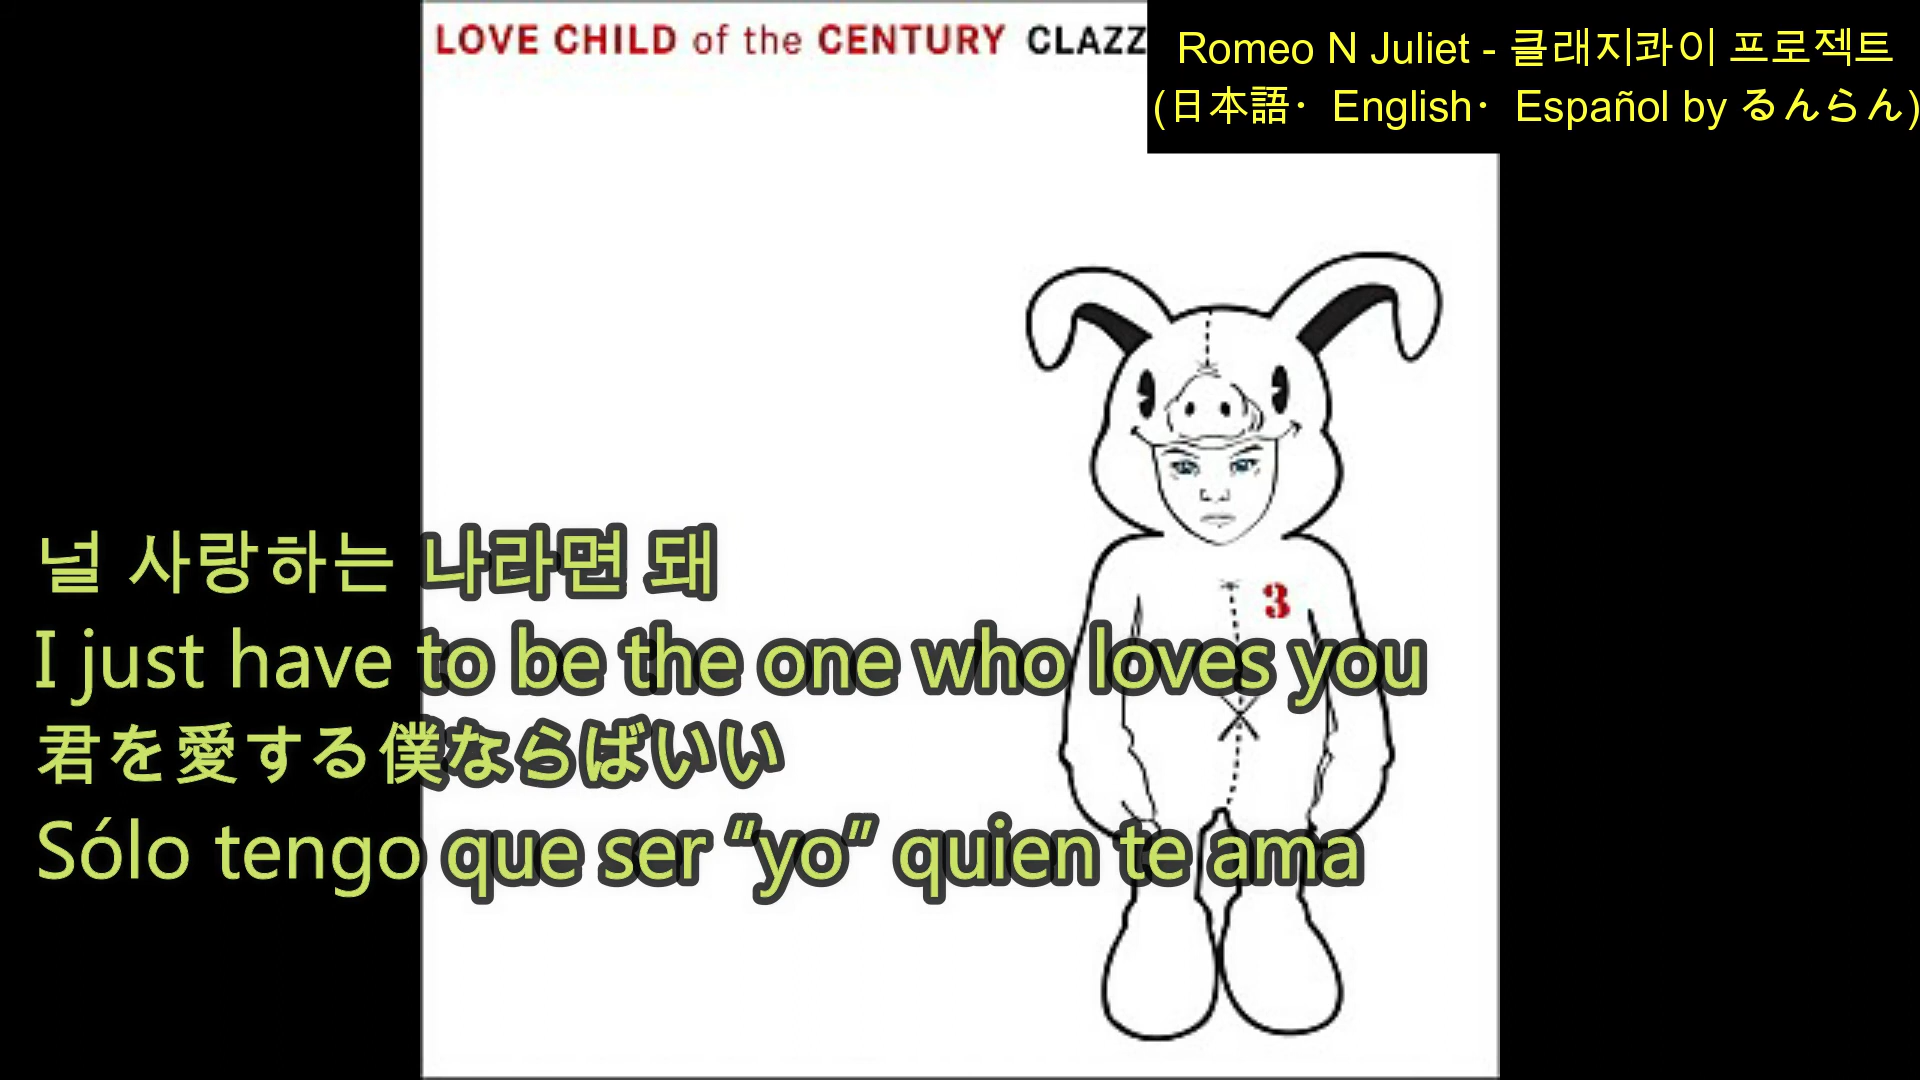 LOVE CHILD of the CENTURY CLAZZ
Romeo N Juliet - 클래지콰이 프로젝트
(日本語・English・Español by るんらん)
3
널 사랑하는 나라면 돼
I just have to be the one who loves you
君を愛する僕ならばいい
Sólo tengo que ser “yo” quien te ama